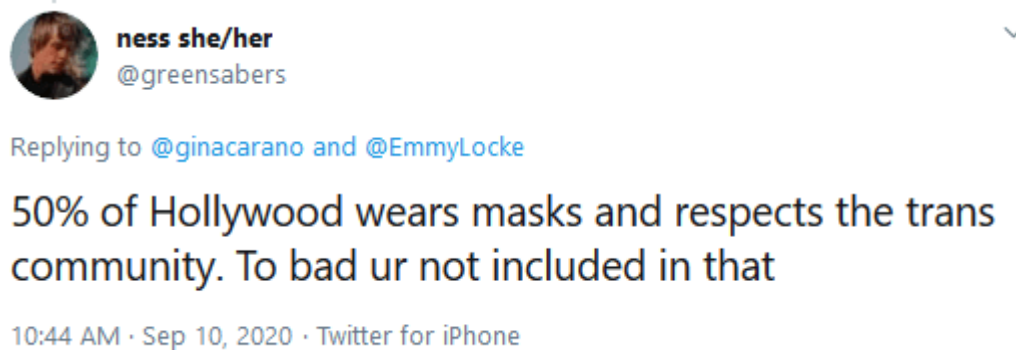 ness she/her
@greensabers
Replying to @ginacarano and @EmmyLocke
50% of Hollywood wears masks and respects the trans
community. To bad ur not included in that
10:44 AM · Sep 10, 2020 · Twitter for iPhone